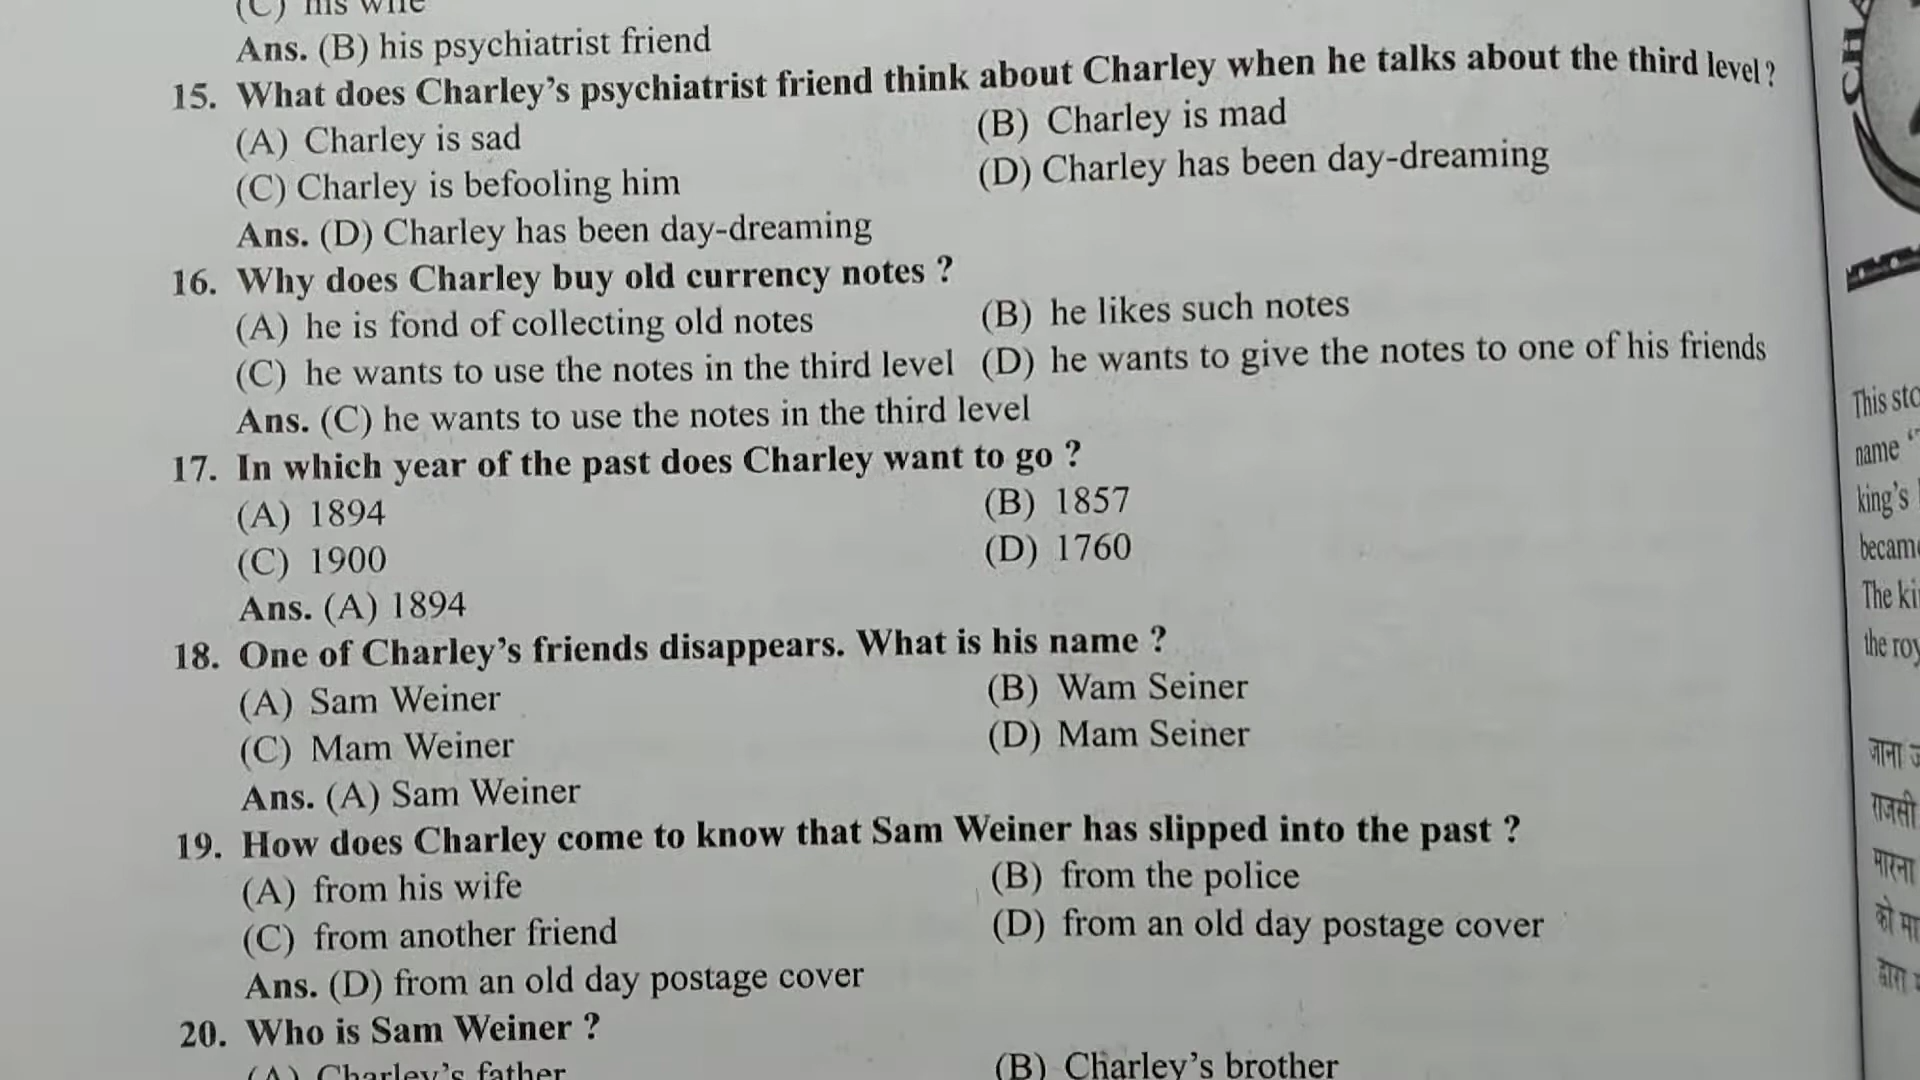 (C) his wife
Ans. (B) his psychiatrist friend
15. What does Charley's psychiatrist friend think about Charley when he talks about the third level ?
(A) Charley is sad
(B) Charley is mad
(C) Charley is befooling him
(D) Charley has been day-dreaming
Ans. (D) Charley has been day-dreaming
16. Why does Charley buy old currency notes ?
(A) he is fond of collecting old notes
(B) he likes such notes
(C) he wants to use the notes in the third level
(D) he wants to give the notes to one of his friends
Ans. (C) he wants to use the notes in the third level
17. In which year of the past does Charley want to go ?
(A) 1894
(B) 1857
(C) 1900
(D) 1760
Ans. (A) 1894
18. One of Charley's friends disappears. What is his name ?
(A) Sam Weiner
(B) Wam Seiner
(C) Mam Weiner
(D) Mam Seiner
Ans. (A) Sam Weiner
19. How does Charley come to know that Sam Weiner has slipped into the past ?
(A) from his wife
(B) from the police
(C) from another friend
(D) from an old day postage cover
Ans. (D) from an old day postage cover
20. Who is Sam Weiner ?
(A) Charley's father
(B) Charley's brother
CHA
This sto
name
king's
became
The ki
the roy
जाना
राजसी
मारना
को मा
द्वारा